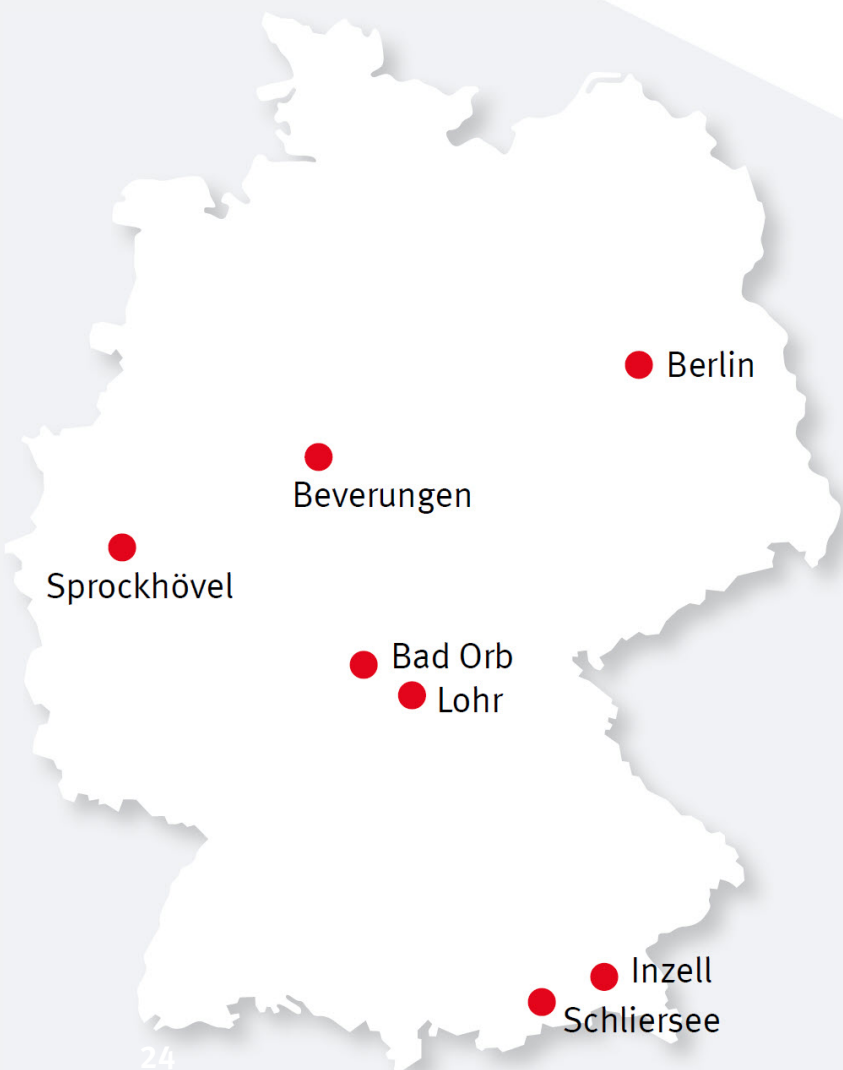 Berlin
Beverungen
Sprockhövel
Bad Orb
Lohr
Inzell
Schliersee
24